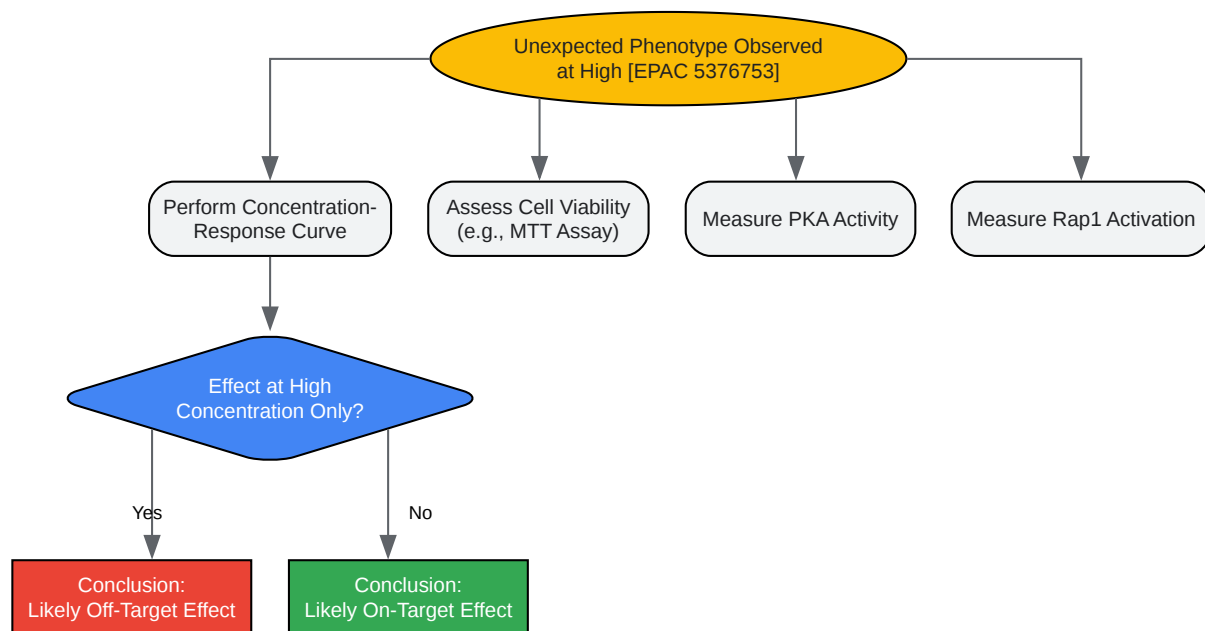 Unexpected Phenotype Observed
at High [EPAC 5376753]
Perform Concentration-
Response Curve
Assess Cell Viability
(e.g., MTT Assay)
Measure PKA Activity
Measure Rap1 Activation
Effect at High
Concentration Only?
Yes
No
Conclusion:
Likely Off-Target Effect
Conclusion:
Likely On-Target Effect